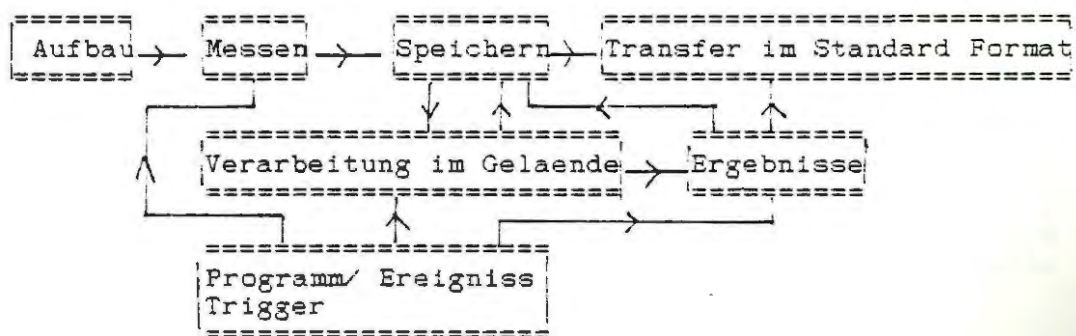 Aufbau Messen Speichern Transfer im Standard Format
Verarbeitung im Gelaende Ergebnisse
Programm/ Ereigniss
Trigger